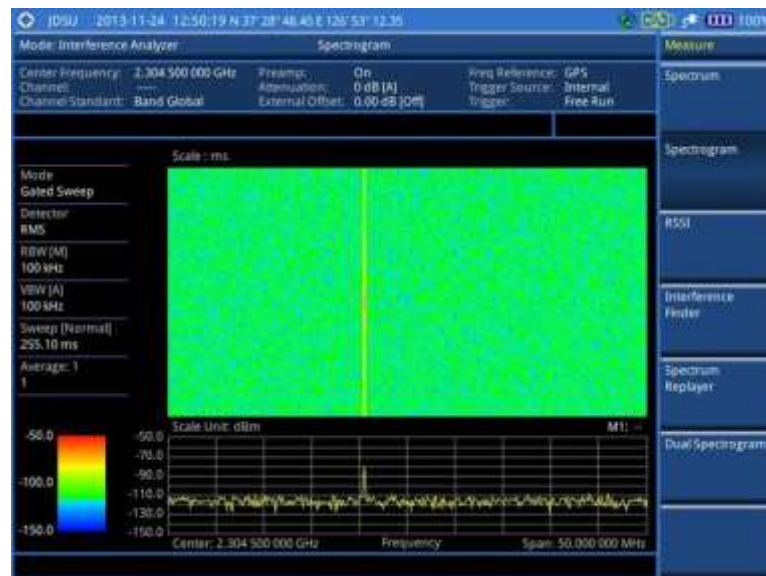 JDSU 2013-11-24 12:50:19 N 37° 28' 48.45 E 126° 53' 12.35 100%
Mode: Interference Analyzer Spectrogram Measure
Center Frequency: 2.304 500 000 GHz Preamp: On Freq Reference: GPS
Channel: ---- Attenuation: 0 dB [A] Trigger Source: Internal
Channel Standard: Band Global External Offset: 0.00 dB [Off] Trigger: Free Run
Spectrum
Spectrogram
RSSI
Interference Finder
Spectrum Replayer
Dual Spectrogram
Scale : ms
Mode
Gated Sweep
Detector
RMS
RBW [M]
100 kHz
VBW [A]
100 kHz
Sweep [Normal]
255.10 ms
Average: 1
1
-50.0
-100.0
-150.0
Scale Unit: dBm M1: --
-50.0
-70.0
-90.0
-110.0
-130.0
-150.0
Center: 2.304 500 000 GHz Frequency Span: 50.000 000 MHz